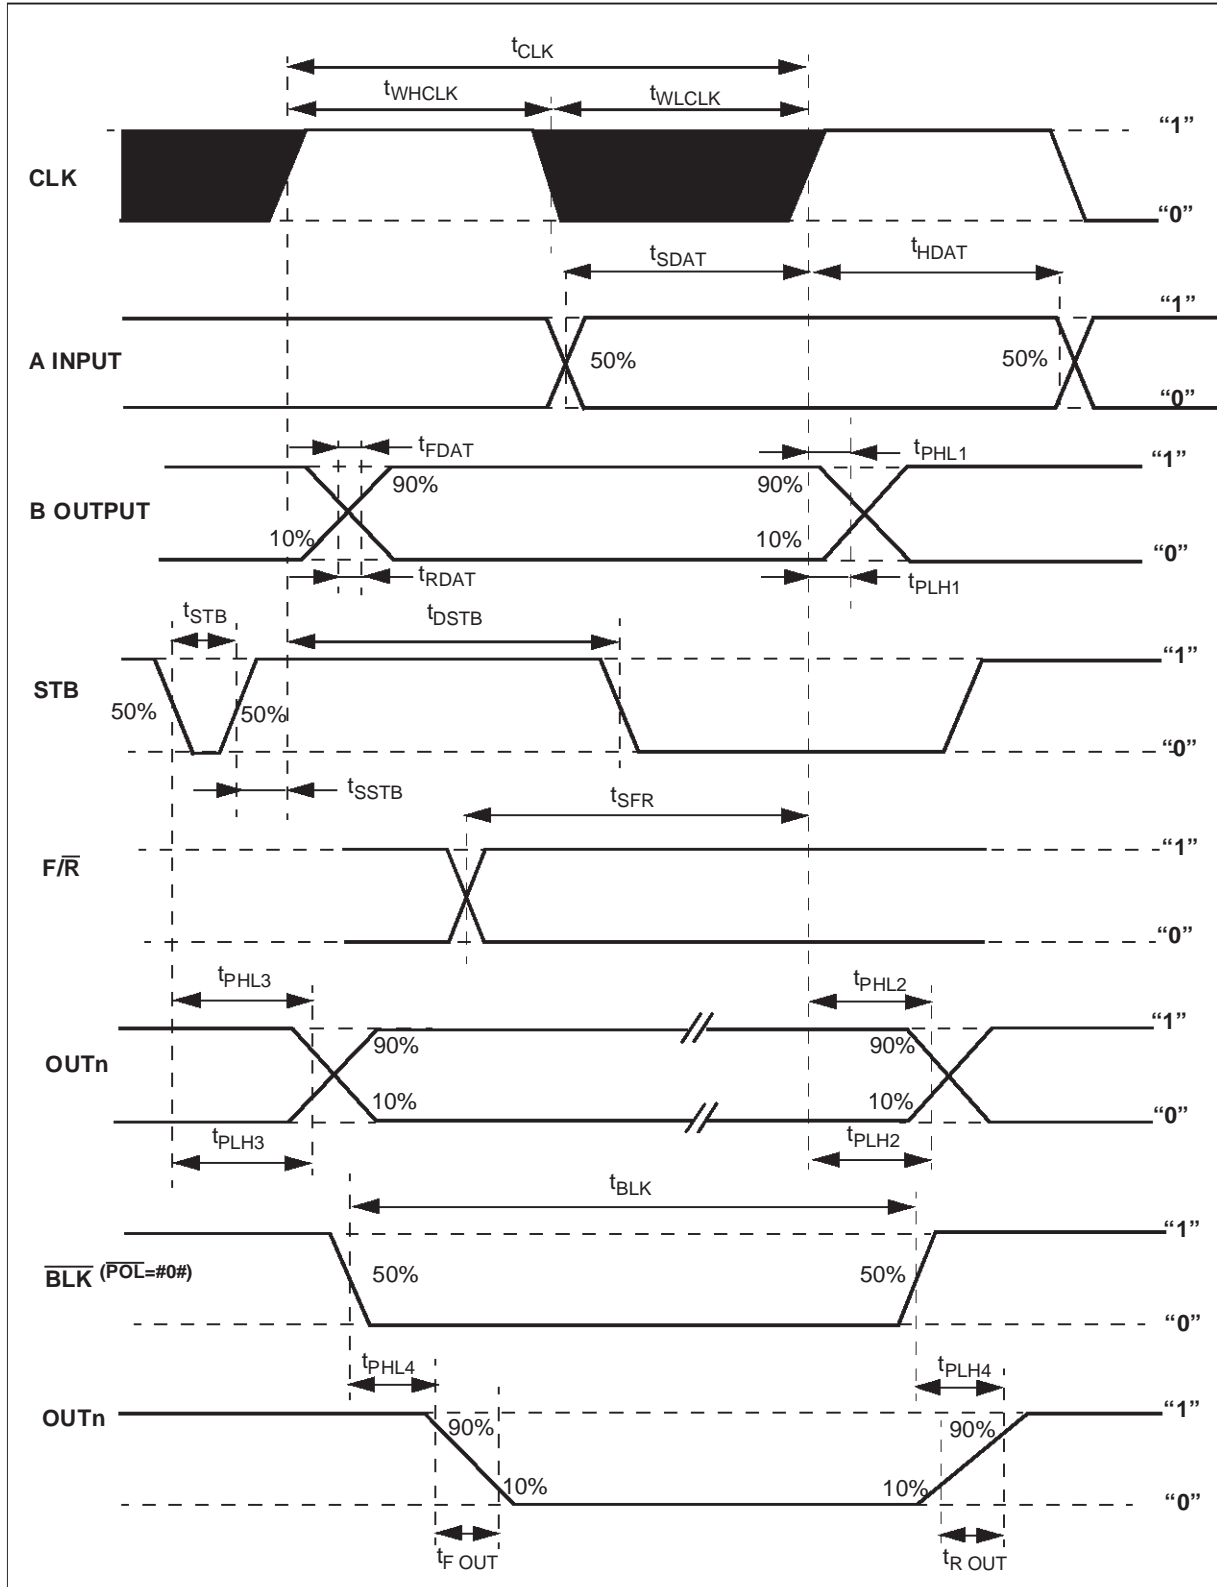 tCLK
tWHCLK tWLCLK
“1”
CLK
“0”
tSDAT tHDAT
“1”
A INPUT 50% 50%
“0”
tFDAT tPHL1
“1”
90% 90%
B OUTPUT
10% 10%
“0”
tRDAT tPLH1
tSTB tDSTB
“1”
STB
50% 50%
“0”
tSSTB tSFR
“1”
F/R̅
“0”
tPHL3 tPHL2
“1”
90% 90%
OUTn
10% 10%
“0”
tPLH3 tPLH2
tBLK
“1”
B̅L̅K̅ (P̅O̅L̅=#0#) 50% 50%
“0”
tPHL4 tPLH4
OUTn “1”
90% 90%
10% 10%
“0”
tF OUT tR OUT